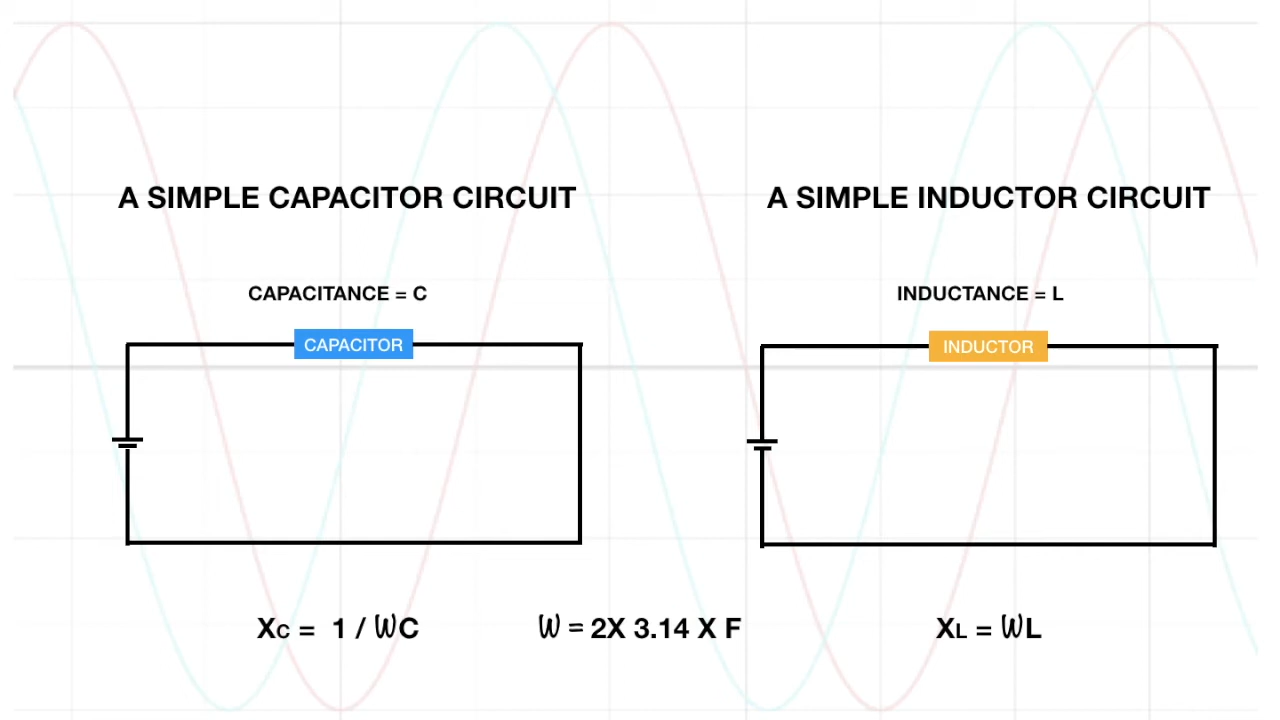 A SIMPLE CAPACITOR CIRCUIT
A SIMPLE INDUCTOR CIRCUIT
CAPACITANCE = C
INDUCTANCE = L
CAPACITOR
INDUCTOR
XC = 1 / WC
W = 2X 3.14 X F
XL = WL